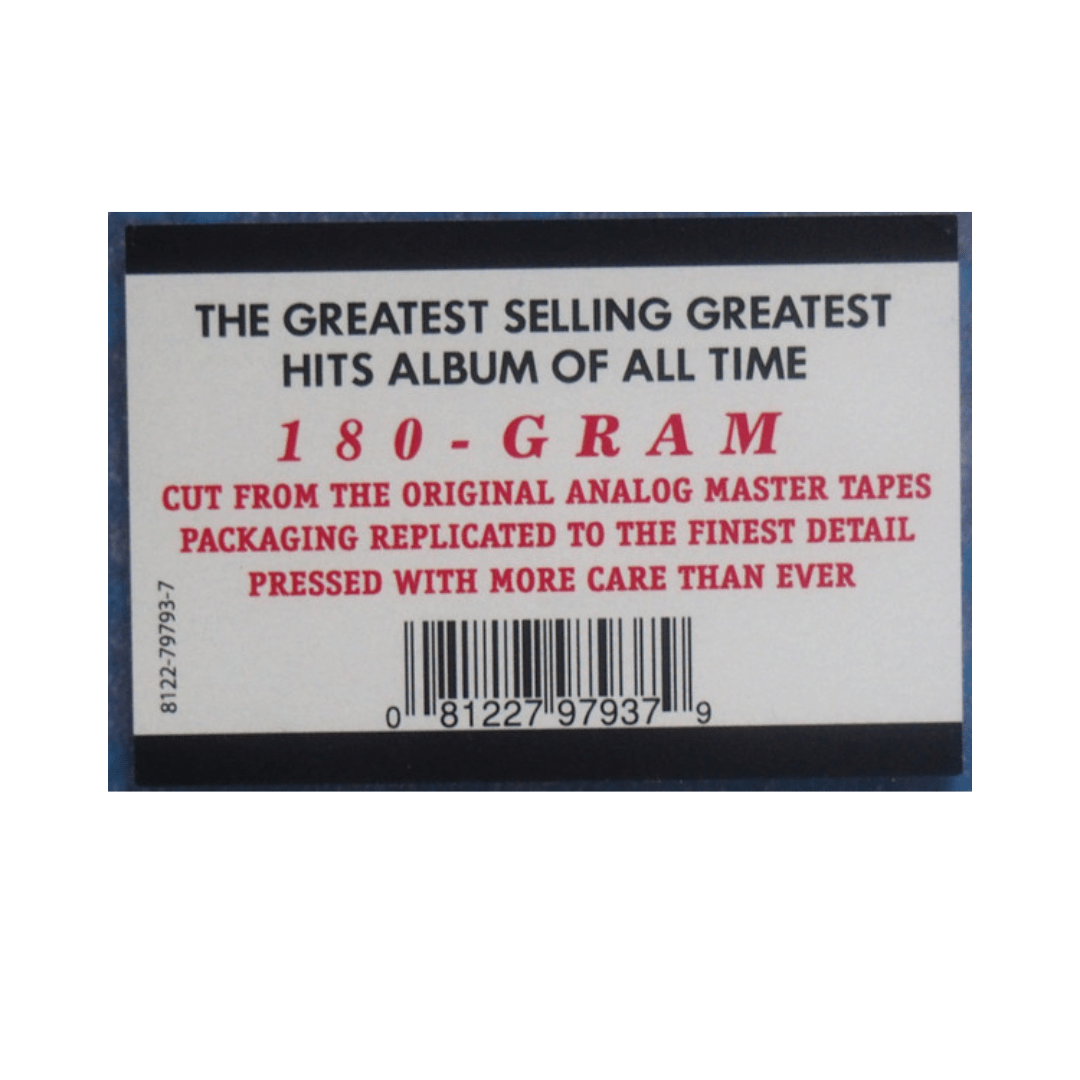 THE GREATEST SELLING GREATEST
HITS ALBUM OF ALL TIME
180-GRAM
CUT FROM THE ORIGINAL ANALOG MASTER TAPES
PACKAGING REPLICATED TO THE FINEST DETAIL
PRESSED WITH MORE CARE THAN EVER
8122-79793-7
0 81227 97937 9